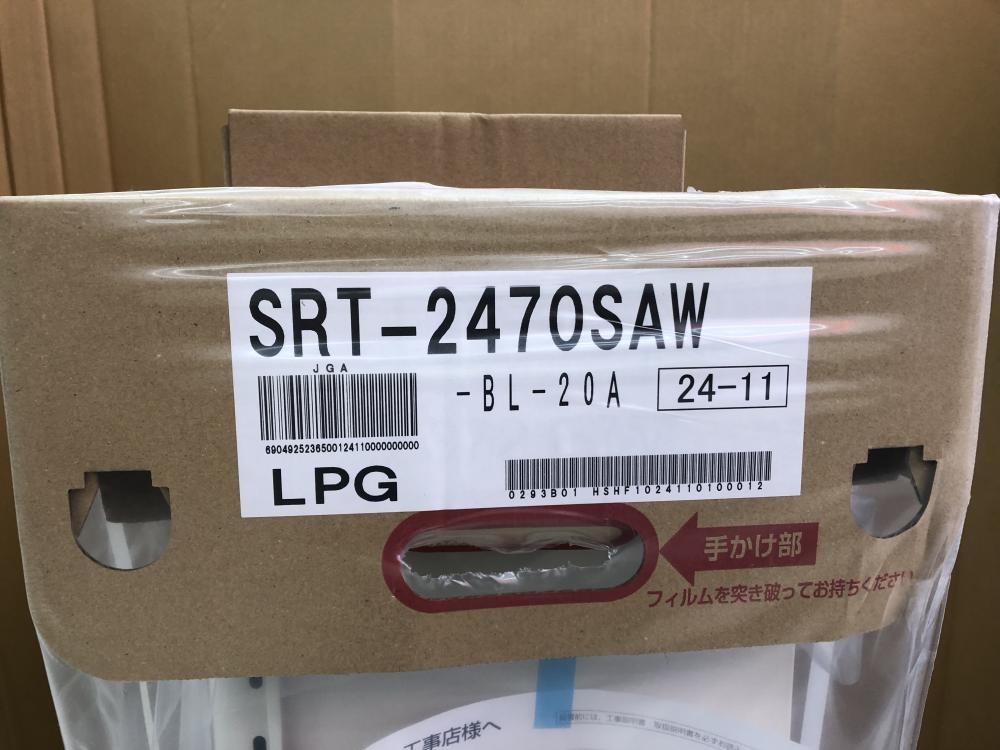 SRT-2470SAW
JGA
-BL-20A
24-11
6904925236500124110000000000
LPG
0293B01 HSHF1024110100012
手かけ部
フィルムを突き破ってお持ちください
工事店様へ